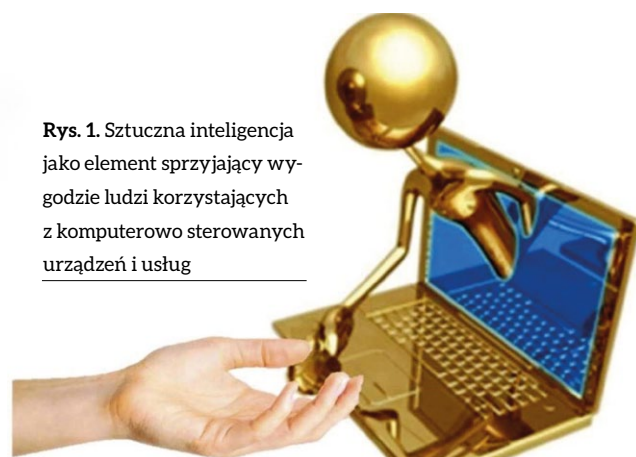 Rys. 1. Sztuczna inteligencja
jako element sprzyjający wy-
godzie ludzi korzystających
z komputerowo sterowanych
urządzeń i usług